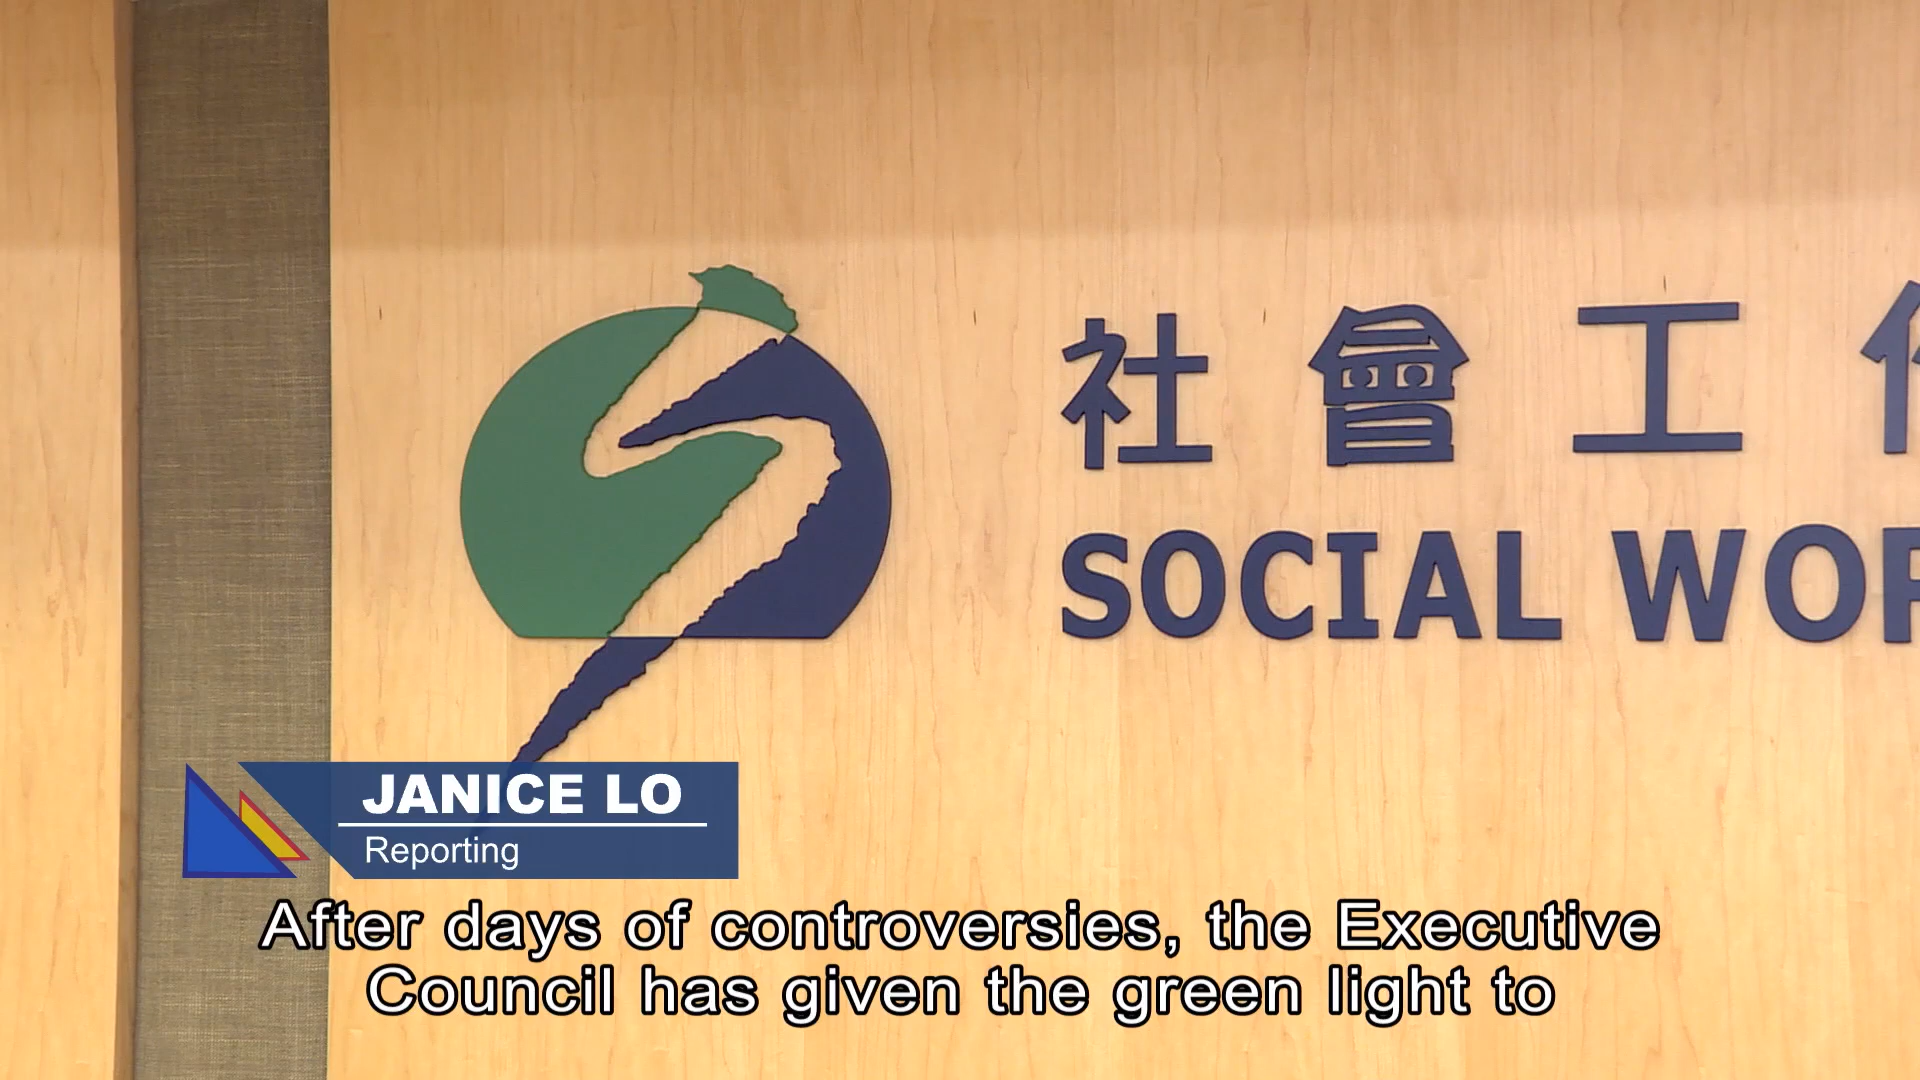 社會工
SOCIAL
JANICE LO
Reporting
After days of controversies, the Executive
Council has given the green light to